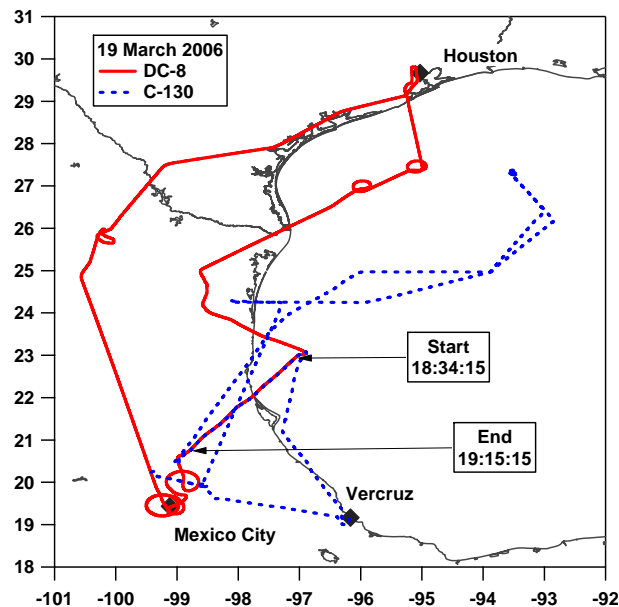 31
30
29
28
27
26
25
24
23
22
21
20
19
18
19 March 2006
DC-8
C-130
Houston
Start
18:34:15
End
19:15:15
Vercruz
Mexico City
-101 -100 -99 -98 -97 -96 -95 -94 -93 -92